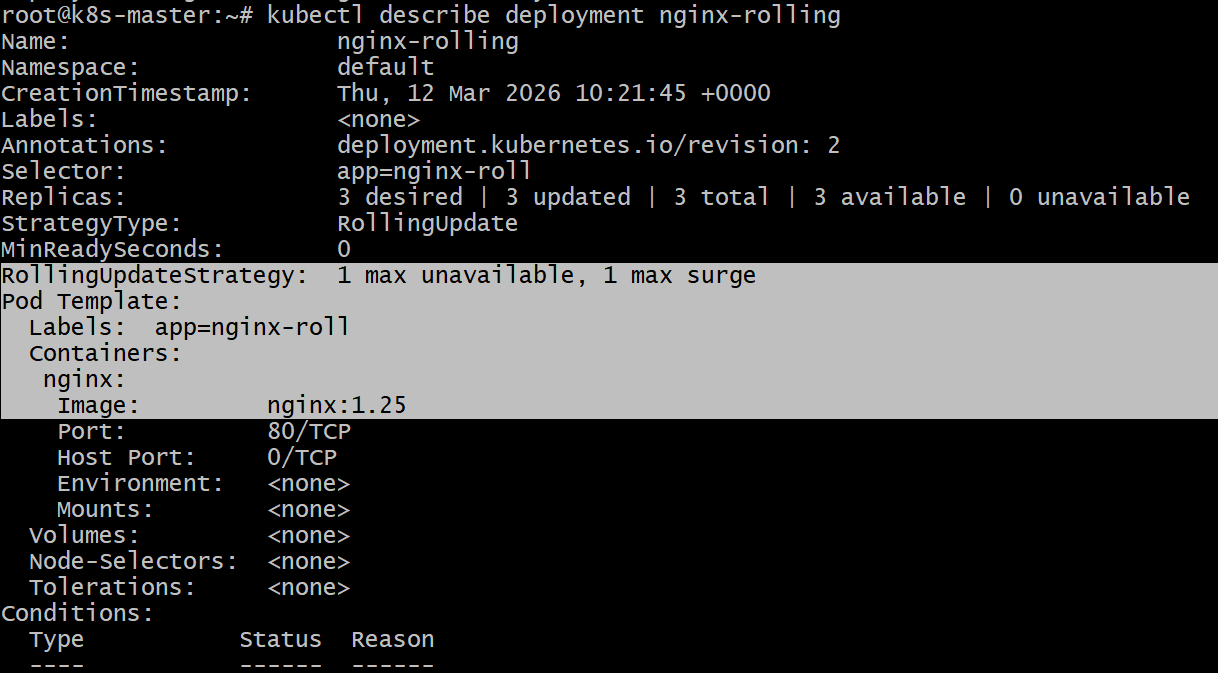 root@k8s-master:~# kubectl describe deployment nginx-rolling
Name:                   nginx-rolling
Namespace:              default
CreationTimestamp:      Thu, 12 Mar 2026 10:21:45 +0000
Labels:                 <none>
Annotations:            deployment.kubernetes.io/revision: 2
Selector:               app=nginx-roll
Replicas:               3 desired | 3 updated | 3 total | 3 available | 0 unavailable
StrategyType:           RollingUpdate
MinReadySeconds:        0
RollingUpdateStrategy:  1 max unavailable, 1 max surge
Pod Template:
  Labels:  app=nginx-roll
  Containers:
   nginx:
    Image:         nginx:1.25
    Port:          80/TCP
    Host Port:     0/TCP
    Environment:   <none>
    Mounts:        <none>
  Volumes:         <none>
  Node-Selectors:  <none>
  Tolerations:     <none>
Conditions:
  Type           Status  Reason
  ----           ------  ------